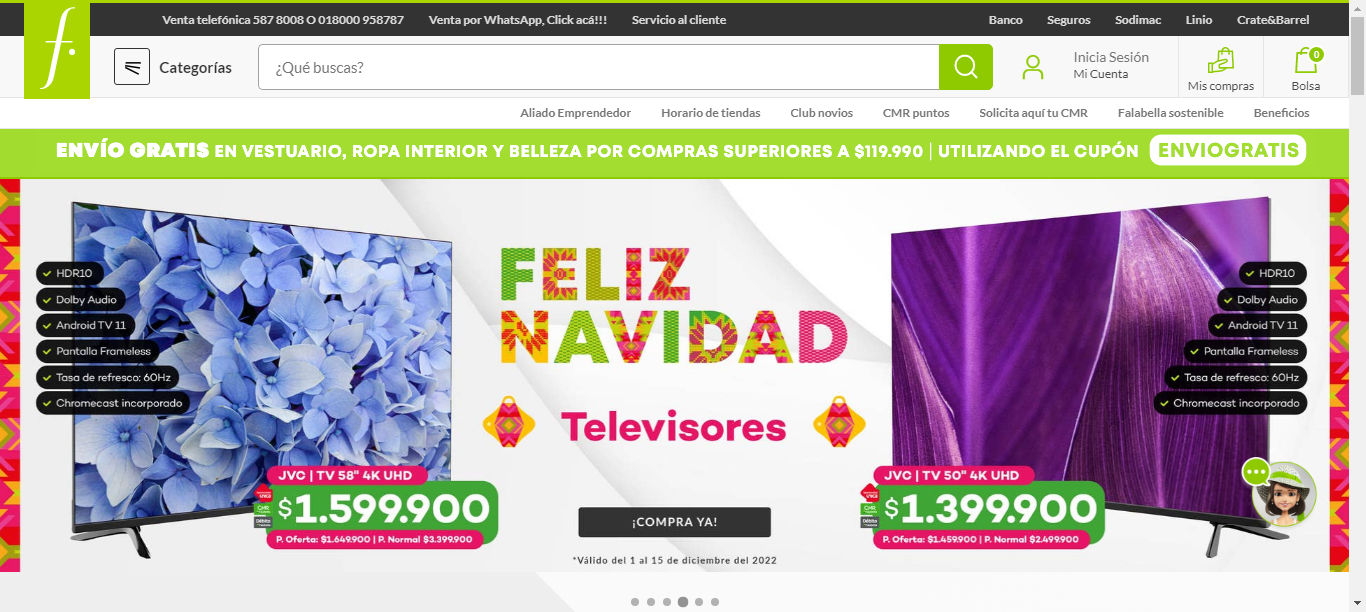 Venta telefónica 587 8008 O 018000 958787 Venta por WhatsApp, Click acá!!! Servicio al cliente Banco Seguros Sodimac Linio Crate&Barrel
f.
Categorías ¿Qué buscas? Inicia Sesión
Mi Cuenta
Mis compras
0
Bolsa
Aliado Emprendedor Horario de tiendas Club novios CMR puntos Solicita aquí tu CMR Falabella sostenible Beneficios
ENVÍO GRATIS EN VESTUARIO, ROPA INTERIOR Y BELLEZA POR COMPRAS SUPERIORES A $119.990 | UTILIZANDO EL CUPÓN ENVIOGRATIS
HDR10
Dolby Audio
Android TV 11
Pantalla Frameless
Tasa de refresco: 60Hz
Chromecast incorporado
JVC | TV 58" 4K UHD
CMR
Débito
$1.599.900
P. Oferta: $1.649.900 | P. Normal $3.399.900
FELIZ
NAVIDAD
Televisores
¡COMPRA YA!
*Válido del 1 al 15 de diciembre del 2022
HDR10
Dolby Audio
Android TV 11
Pantalla Frameless
Tasa de refresco: 60Hz
Chromecast incorporado
JVC | TV 50" 4K UHD
CMR
Débito
$1.399.900
P. Oferta: $1.459.900 | P. Normal $2.499.900